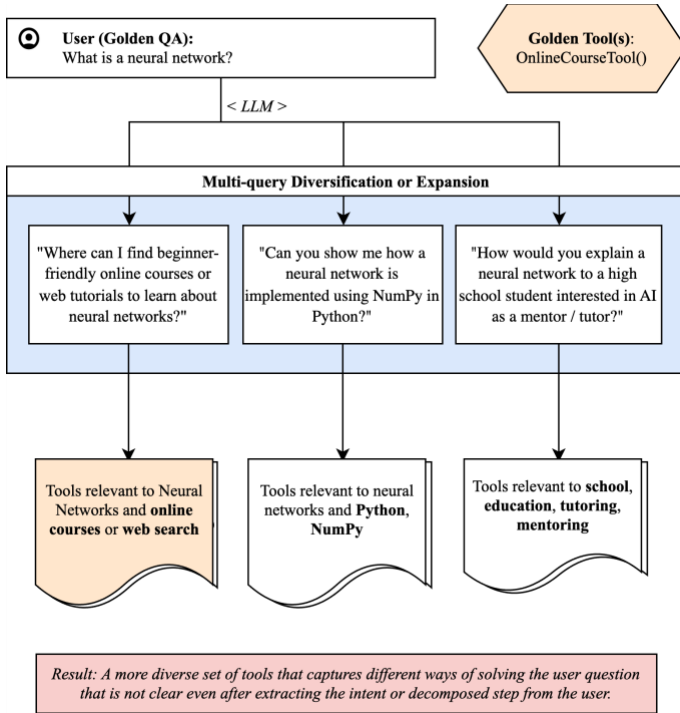 User (Golden QA):
What is a neural network?
Golden Tool(s):
OnlineCourseTool()
< LLM >
Multi-query Diversification or Expansion
"Where can I find beginner-
friendly online courses or
web tutorials to learn about
neural networks?"
"Can you show me how a
neural network is
implemented using NumPy in
Python?"
"How would you explain a
neural network to a high
school student interested in AI
as a mentor / tutor?"
Tools relevant to Neural
Networks and online
courses or web search
Tools relevant to neural
networks and Python,
NumPy
Tools relevant to school,
education, tutoring,
mentoring
Result: A more diverse set of tools that captures different ways of solving the user question
that is not clear even after extracting the intent or decomposed step from the user.